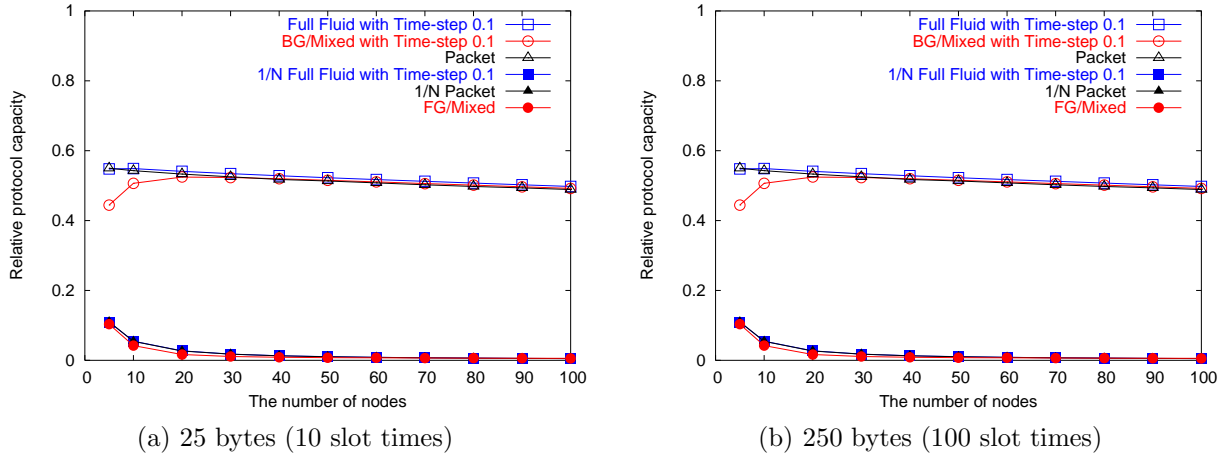 Full Fluid with Time-step 0.1
BG/Mixed with Time-step 0.1
Packet
1/N Full Fluid with Time-step 0.1
1/N Packet
FG/Mixed
1
0.8
0.6
0.4
0.2
0
Relative protocol capacity
0 10 20 30 40 50 60 70 80 90 100
The number of nodes
(a) 25 bytes (10 slot times)
Full Fluid with Time-step 0.1
BG/Mixed with Time-step 0.1
Packet
1/N Full Fluid with Time-step 0.1
1/N Packet
FG/Mixed
1
0.8
0.6
0.4
0.2
0
Relative protocol capacity
0 10 20 30 40 50 60 70 80 90 100
The number of nodes
(b) 250 bytes (100 slot times)